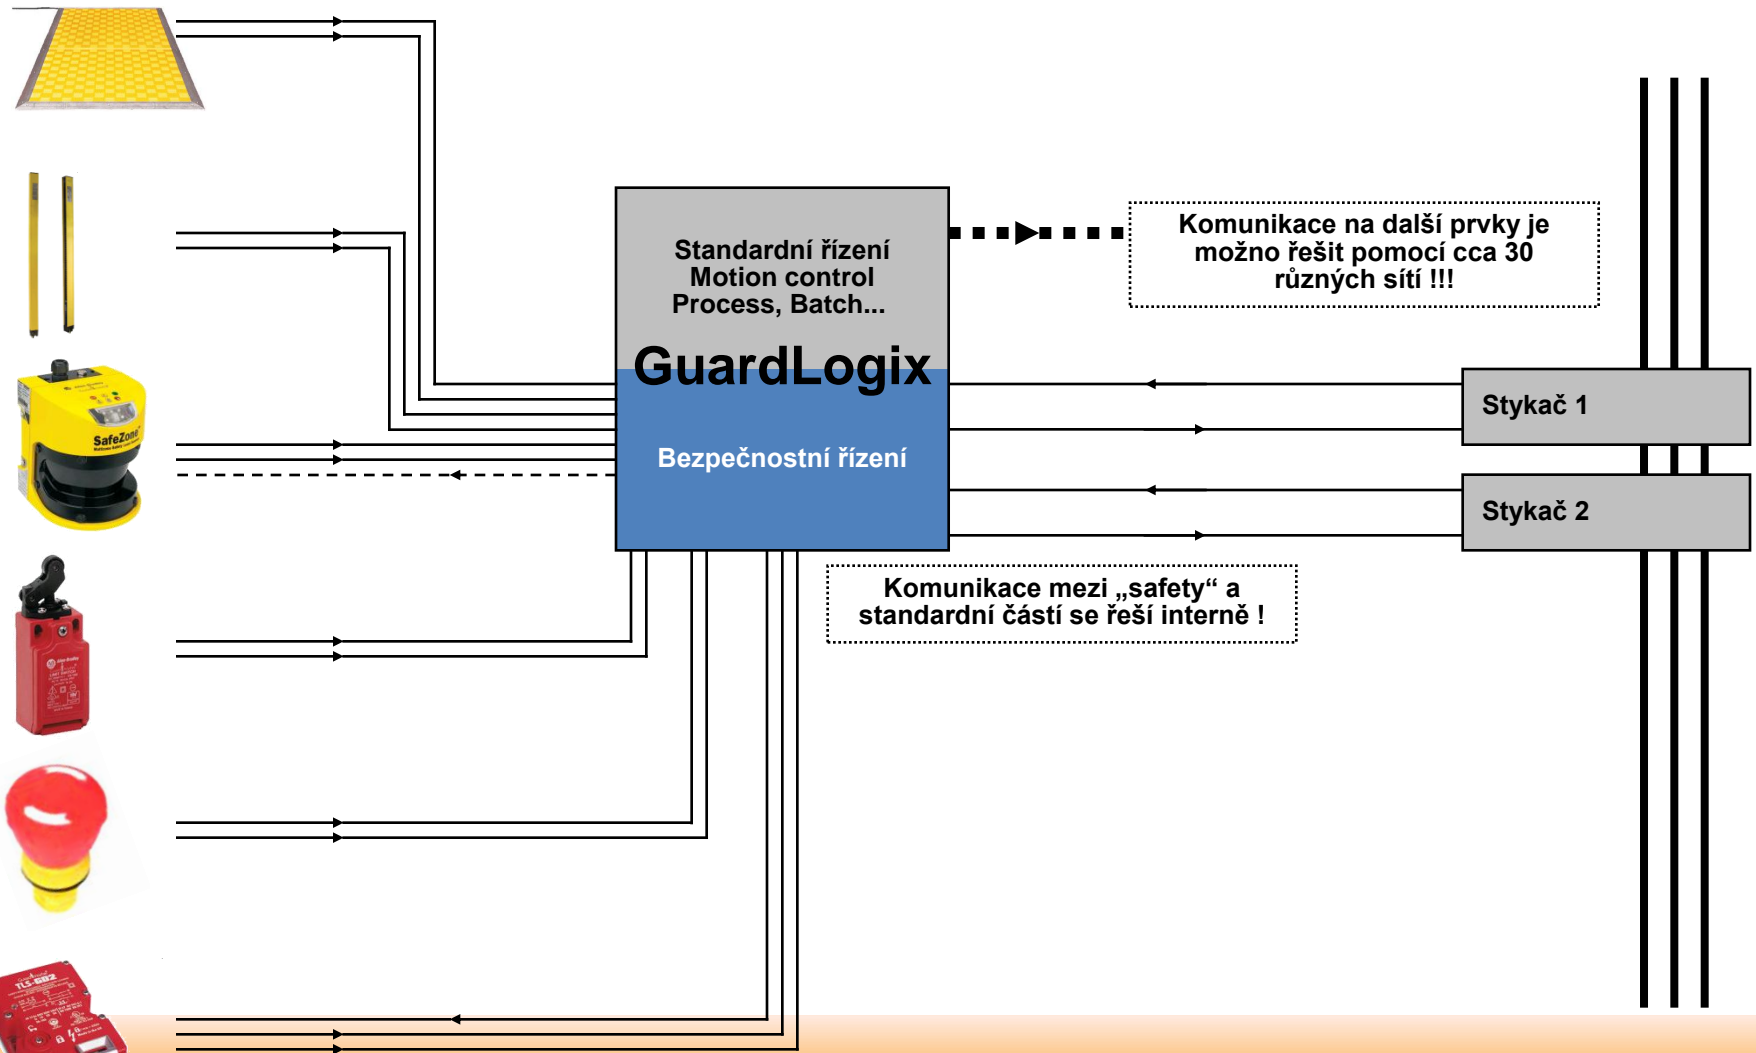 Standardní řízení
Motion control
Process, Batch...
GuardLogix
Bezpečnostní řízení
Komunikace na další prvky je
možno řešit pomocí cca 30
různých sítí !!!
Stykač 1
Stykač 2
Komunikace mezi „safety“ a
standardní částí se řeší interně !
SafeZone
TLS-GD2